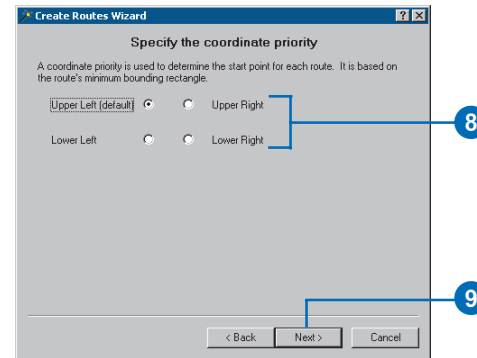 Create Routes Wizard
Specify the coordinate priority
A coordinate priority is used to determine the start point for each route. It is based on
the route's minimum bounding rectangle.
Upper Left (default) Upper Right
8
Lower Left Lower Right
9
< Back Next > Cancel